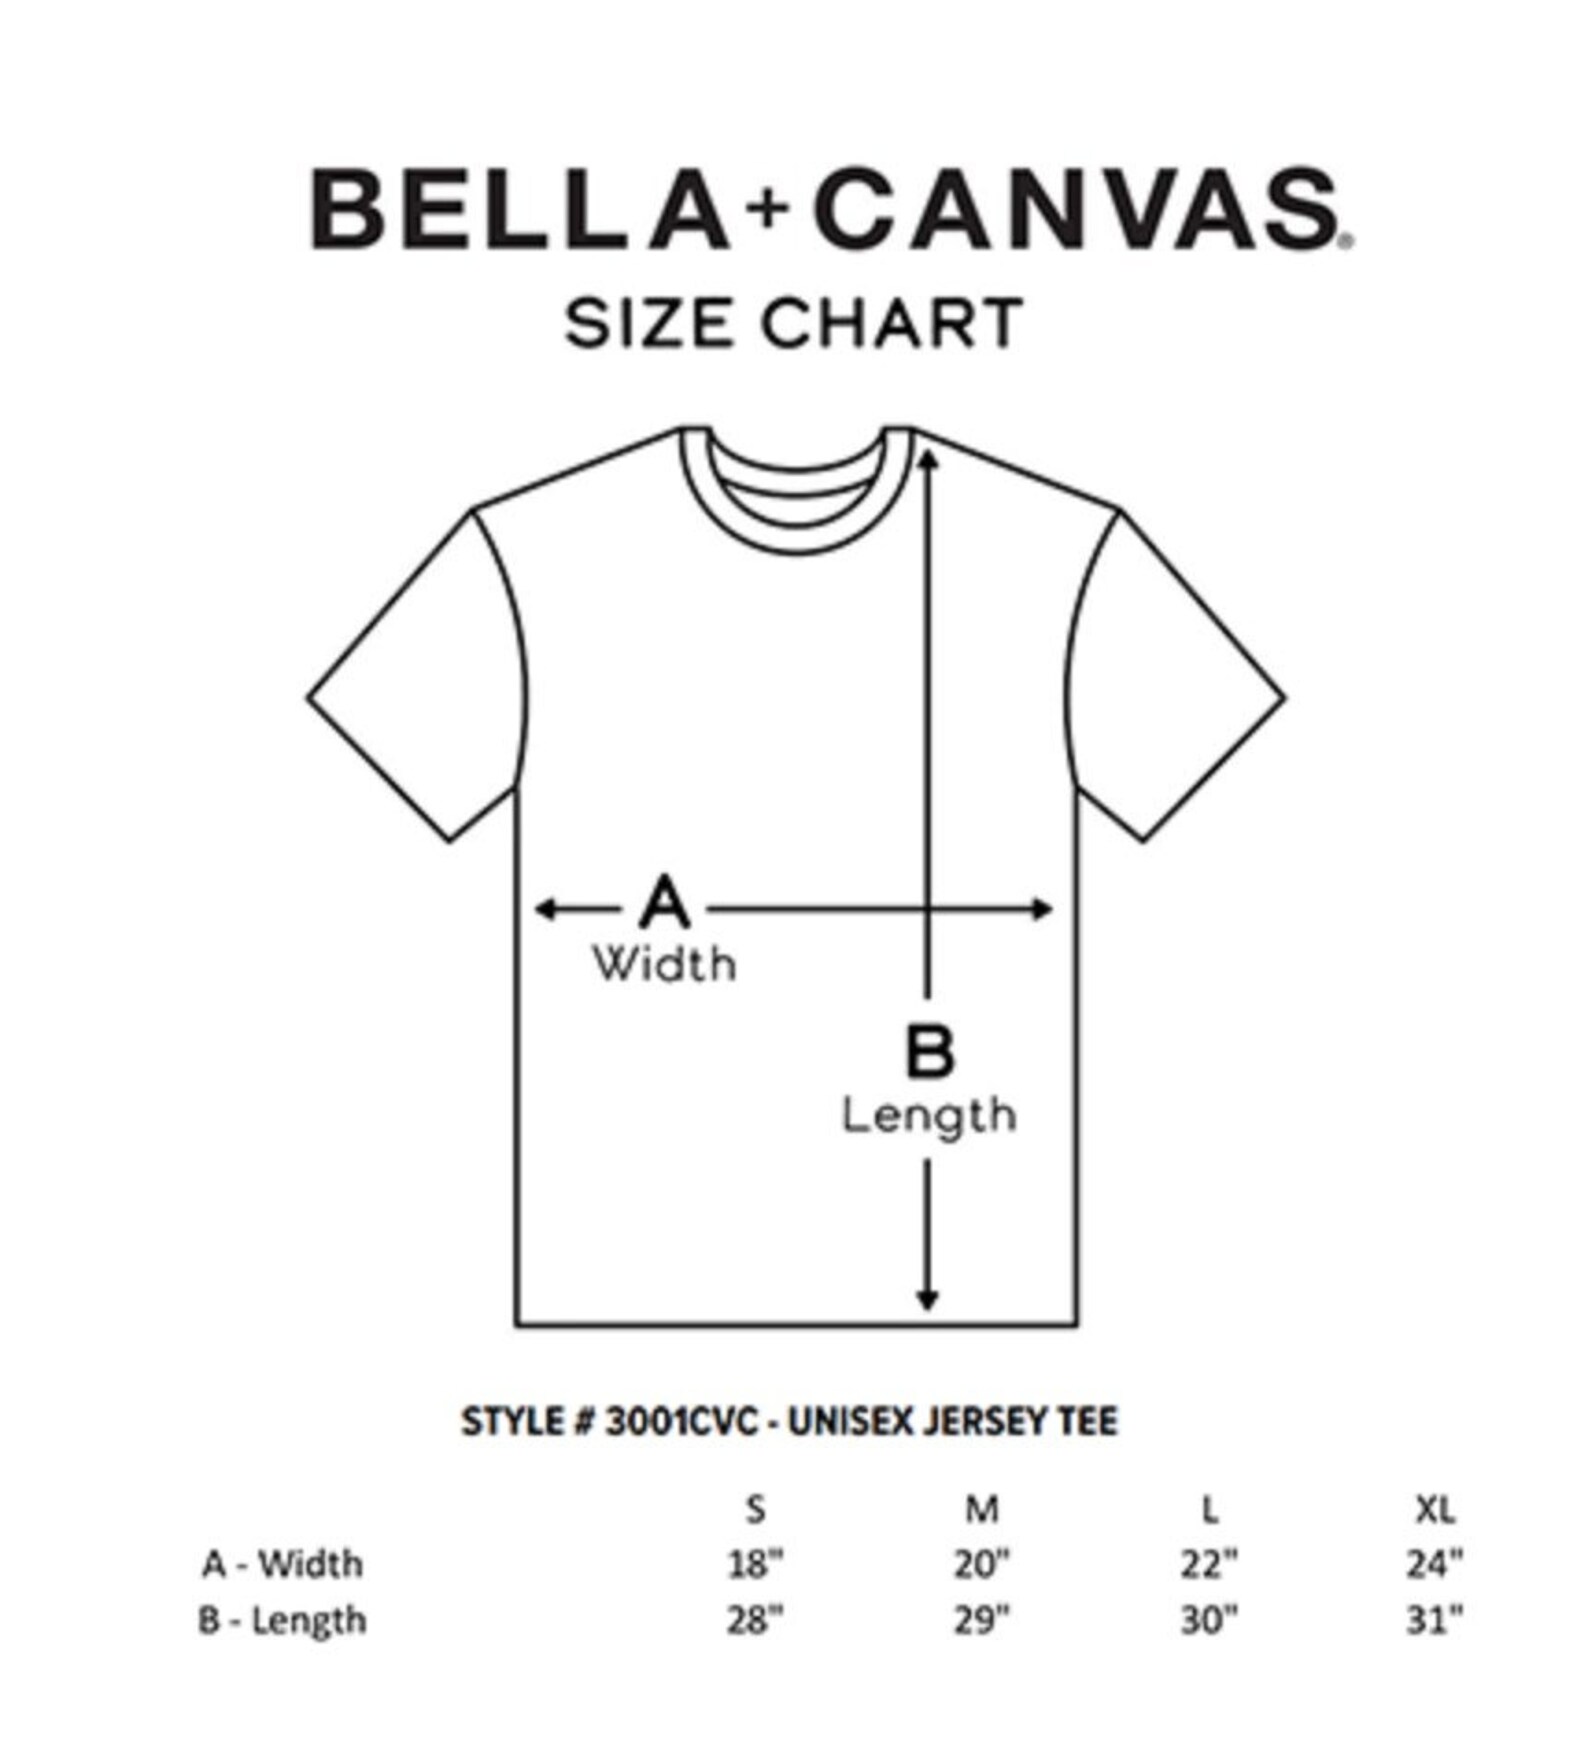 BELLA+CANVAS®
SIZE CHART
A
Width
B
Length
STYLE # 3001CVC - UNISEX JERSEY TEE
S M L XL
A - Width 18" 20" 22" 24"
B - Length 28" 29" 30" 31"